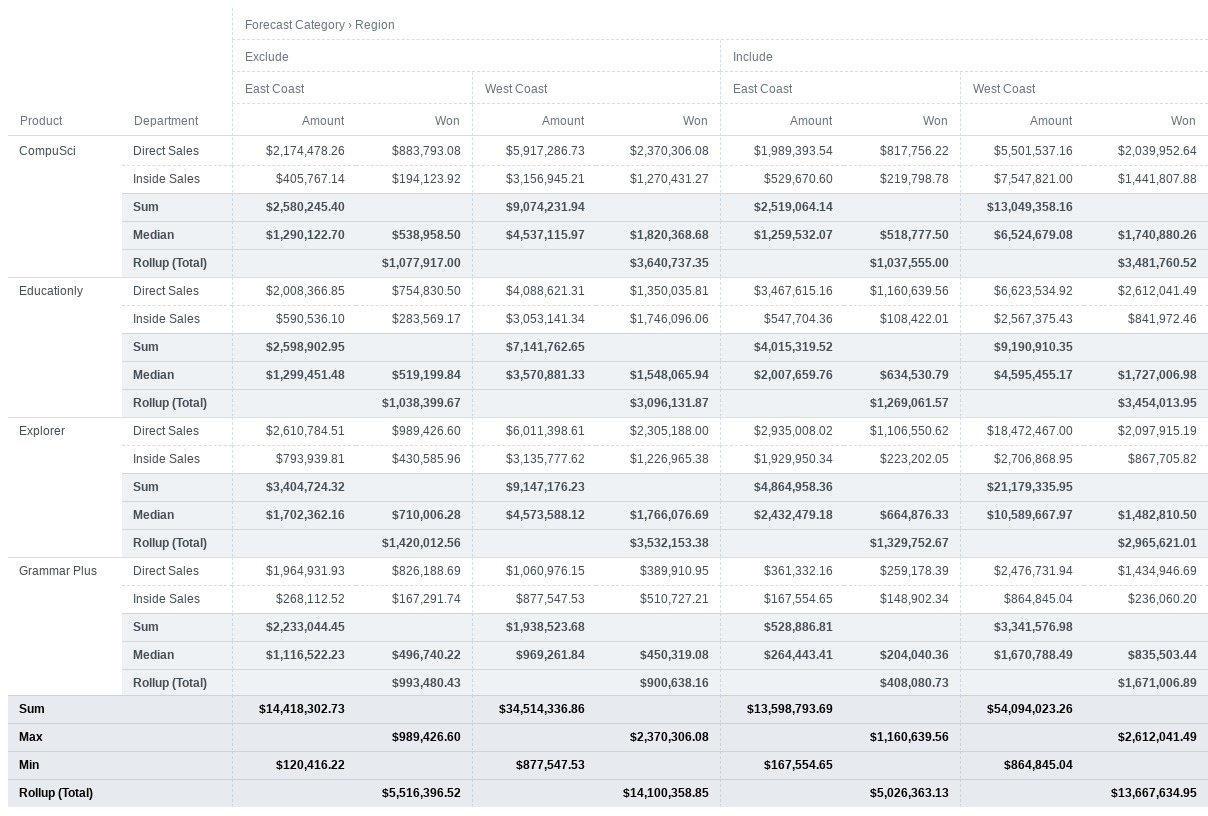 Forecast Category › Region
Exclude Include
East Coast West Coast East Coast West Coast
Product Department Amount Won Amount Won Amount Won Amount Won
CompuSci Direct Sales $2,174,478.26 $883,793.08 $5,917,286.73 $2,370,306.08 $1,989,393.54 $817,756.22 $5,501,537.16 $2,039,952.64
Inside Sales $405,767.14 $194,123.92 $3,156,945.21 $1,270,431.27 $529,670.60 $219,798.78 $7,547,821.00 $1,441,807.88
Sum $2,580,245.40 $9,074,231.94 $2,519,064.14 $13,049,358.16
Median $1,290,122.70 $538,958.50 $4,537,115.97 $1,820,368.68 $1,259,532.07 $518,777.50 $6,524,679.08 $1,740,880.26
Rollup (Total) $1,077,917.00 $3,640,737.35 $1,037,555.00 $3,481,760.52
Educationly Direct Sales $2,008,366.85 $754,830.50 $4,088,621.31 $1,350,035.81 $3,467,615.16 $1,160,639.56 $6,623,534.92 $2,612,041.49
Inside Sales $590,536.10 $283,569.17 $3,053,141.34 $1,746,096.06 $547,704.36 $108,422.01 $2,567,375.43 $841,972.46
Sum $2,598,902.95 $7,141,762.65 $4,015,319.52 $9,190,910.35
Median $1,299,451.48 $519,199.84 $3,570,881.33 $1,548,065.94 $2,007,659.76 $634,530.79 $4,595,455.17 $1,727,006.98
Rollup (Total) $1,038,399.67 $3,096,131.87 $1,269,061.57 $3,454,013.95
Explorer Direct Sales $2,610,784.51 $989,426.60 $6,011,398.61 $2,305,188.00 $2,935,008.02 $1,106,550.62 $18,472,467.00 $2,097,915.19
Inside Sales $793,939.81 $430,585.96 $3,135,777.62 $1,226,965.38 $1,929,950.34 $223,202.05 $2,706,868.95 $867,705.82
Sum $3,404,724.32 $9,147,176.23 $4,864,958.36 $21,179,335.95
Median $1,702,362.16 $710,006.28 $4,573,588.12 $1,766,076.69 $2,432,479.18 $664,876.33 $10,589,667.97 $1,482,810.50
Rollup (Total) $1,420,012.56 $3,532,153.38 $1,329,752.67 $2,965,621.01
Grammar Plus Direct Sales $1,964,931.93 $826,188.69 $1,060,976.15 $389,910.95 $361,332.16 $259,178.39 $2,476,731.94 $1,434,946.69
Inside Sales $268,112.52 $167,291.74 $877,547.53 $510,727.21 $167,554.65 $148,902.34 $864,845.04 $236,060.20
Sum $2,233,044.45 $1,938,523.68 $528,886.81 $3,341,576.98
Median $1,116,522.23 $496,740.22 $969,261.84 $450,319.08 $264,443.41 $204,040.36 $1,670,788.49 $835,503.44
Rollup (Total) $993,480.43 $900,638.16 $408,080.73 $1,671,006.89
Sum $14,418,302.73 $34,514,336.86 $13,598,793.69 $54,094,023.26
Max $989,426.60 $2,370,306.08 $1,160,639.56 $2,612,041.49
Min $120,416.22 $877,547.53 $167,554.65 $864,845.04
Rollup (Total) $5,516,396.52 $14,100,358.85 $5,026,363.13 $13,667,634.95